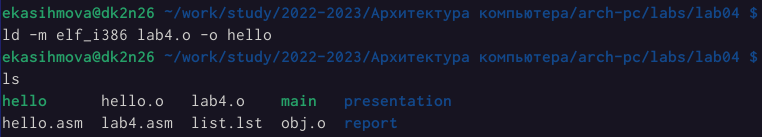 ekasihmova@dk2n26 ~/work/study/2022-2023/Архитектура компьютера/arch-pc/labs/lab04 $
ld -m elf_i386 lab4.o -o hello
ekasihmova@dk2n26 ~/work/study/2022-2023/Архитектура компьютера/arch-pc/labs/lab04 $
ls
hello hello.o lab4.o main presentation
hello.asm lab4.asm list.lst obj.o report